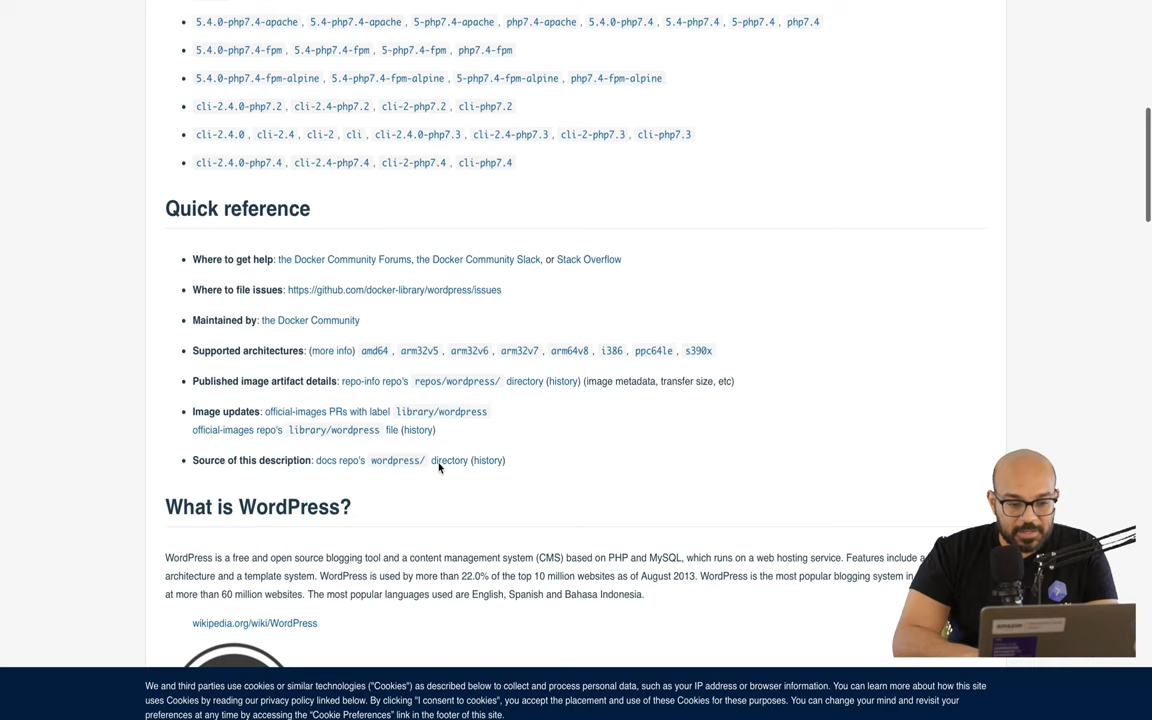 5.4.0-php7.4-apache , 5.4-php7.4-apache , 5-php7.4-apache , php7.4-apache , 5.4.0-php7.4 , 5.4-php7.4 , 5-php7.4 , php7.4
5.4.0-php7.4-fpm , 5.4-php7.4-fpm , 5-php7.4-fpm , php7.4-fpm
5.4.0-php7.4-fpm-alpine , 5.4-php7.4-fpm-alpine , 5-php7.4-fpm-alpine , php7.4-fpm-alpine
cli-2.4.0-php7.2 , cli-2.4-php7.2 , cli-2-php7.2 , cli-php7.2
cli-2.4.0 , cli-2.4 , cli-2 , cli , cli-2.4.0-php7.3 , cli-2.4-php7.3 , cli-2-php7.3 , cli-php7.3
cli-2.4.0-php7.4 , cli-2.4-php7.4 , cli-2-php7.4 , cli-php7.4
Quick reference
Where to get help: the Docker Community Forums, the Docker Community Slack, or Stack Overflow
Where to file issues: https://github.com/docker-library/wordpress/issues
Maintained by: the Docker Community
Supported architectures: (more info) amd64 , arm32v5 , arm32v6 , arm32v7 , arm64v8 , i386 , ppc64le , s390x
Published image artifact details: repo-info repo's repos/wordpress/ directory (history) (image metadata, transfer size, etc)
Image updates: official-images PRs with label library/wordpress
official-images repo's library/wordpress file (history)
Source of this description: docs repo's wordpress/ directory (history)
What is WordPress?
WordPress is a free and open source blogging tool and a content management system (CMS) based on PHP and MySQL, which runs on a web hosting service. Features include a
architecture and a template system. WordPress is used by more than 22.0% of the top 10 million websites as of August 2013. WordPress is the most popular blogging system in
at more than 60 million websites. The most popular languages used are English, Spanish and Bahasa Indonesia.
wikipedia.org/wiki/WordPress
We and third parties use cookies or similar technologies ("Cookies") as described below to collect and process personal data, such as your IP address or browser information. You can learn more about how this site
uses Cookies by reading our privacy policy linked below. By clicking "I consent to cookies", you accept the placement and use of these Cookies for these purposes. You can change your mind and revisit your
preferences at any time by accessing the "Cookie Preferences" link in the footer of this site.